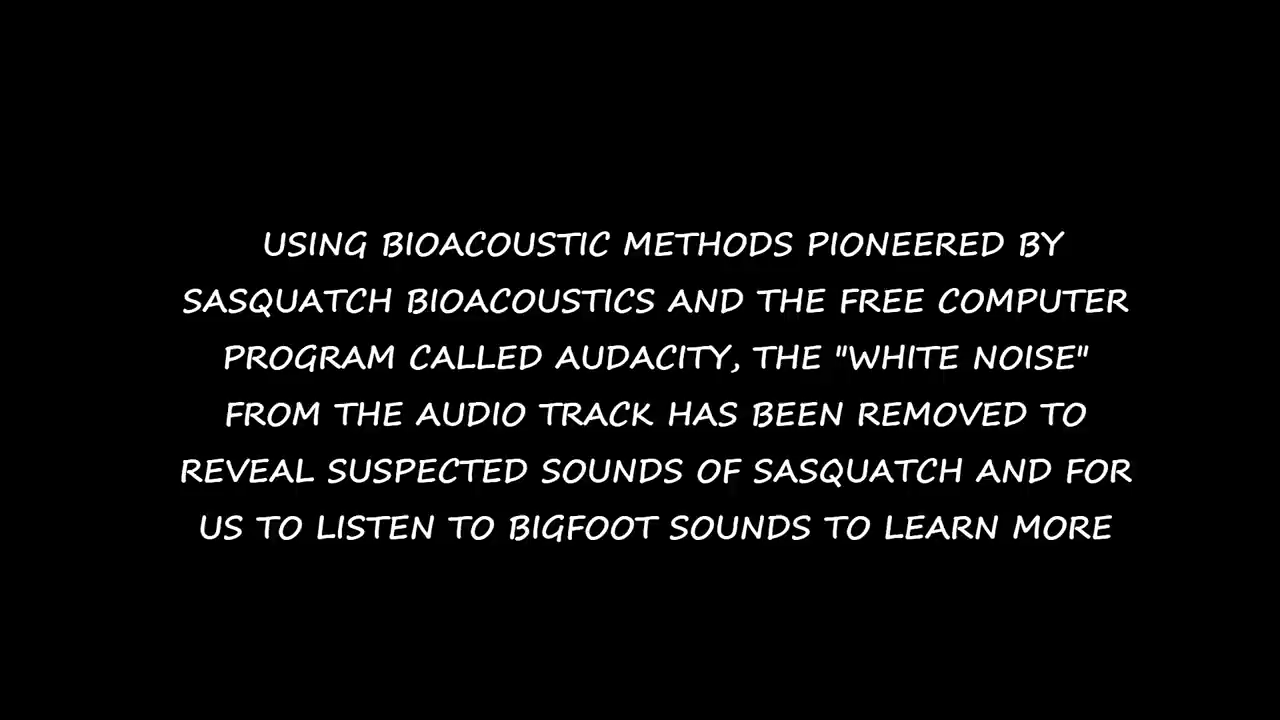 USING BIOACOUSTIC METHODS PIONEERED BY
SASQUATCH BIOACOUSTICS AND THE FREE COMPUTER
PROGRAM CALLED AUDACITY, THE "WHITE NOISE"
FROM THE AUDIO TRACK HAS BEEN REMOVED TO
REVEAL SUSPECTED SOUNDS OF SASQUATCH AND FOR
US TO LISTEN TO BIGFOOT SOUNDS TO LEARN MORE